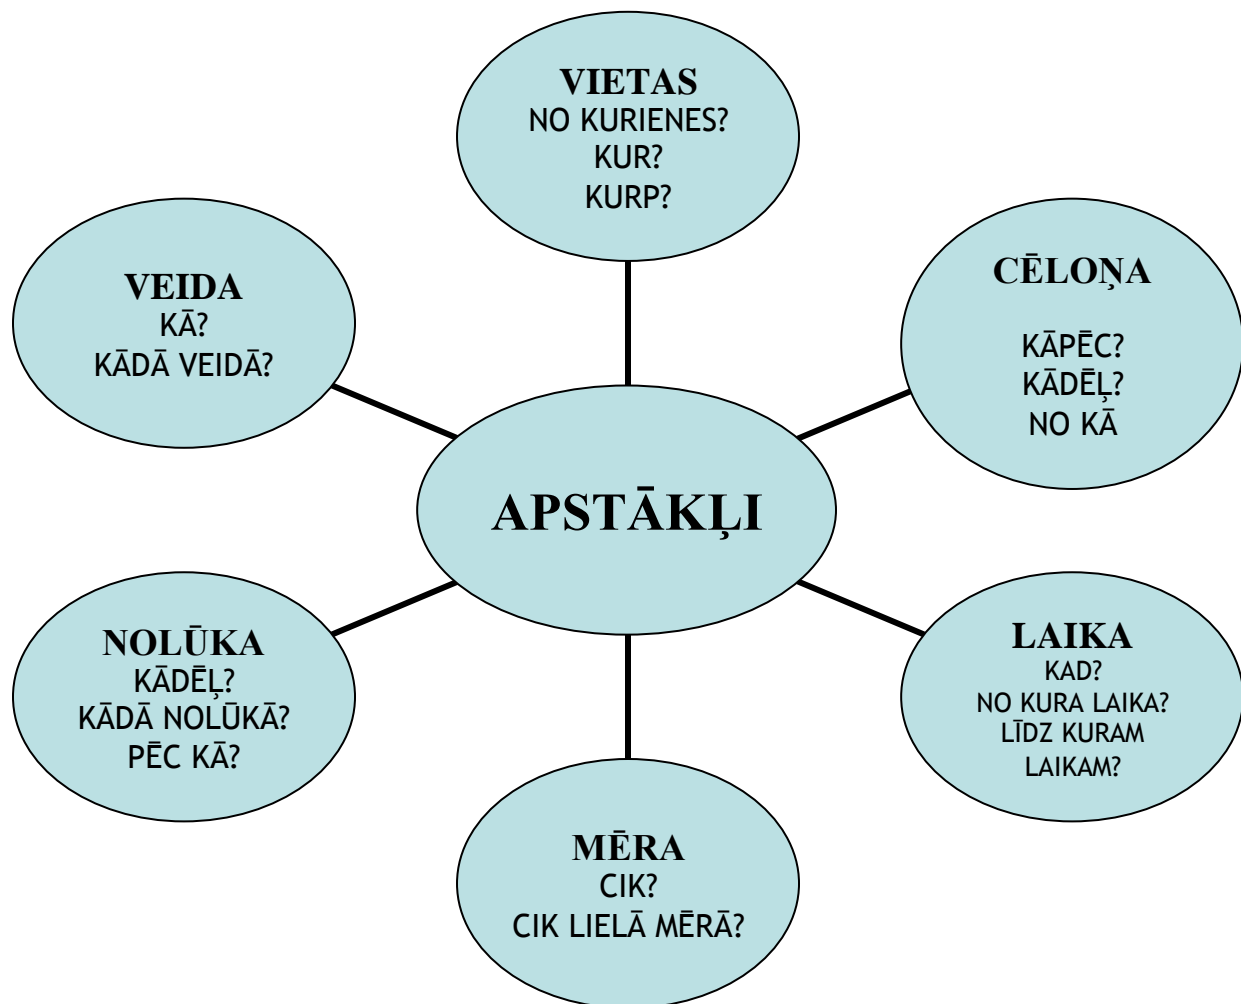 VIETAS
NO KURIENES?
KUR?
KURP?
CĒLOŅA
KĀPĒC?
KĀDĒĻ?
NO KĀ
VEIDA
KĀ?
KĀDĀ VEIDĀ?
APSTĀKĻI
NOLŪKA
KĀDĒĻ?
KĀDĀ NOLŪKĀ?
PĒC KĀ?
LAIKA
KAD?
NO KURA LAIKA?
LĪDZ KURAM
LAIKAM?
MĒRA
CIK?
CIK LIELĀ MĒRĀ?